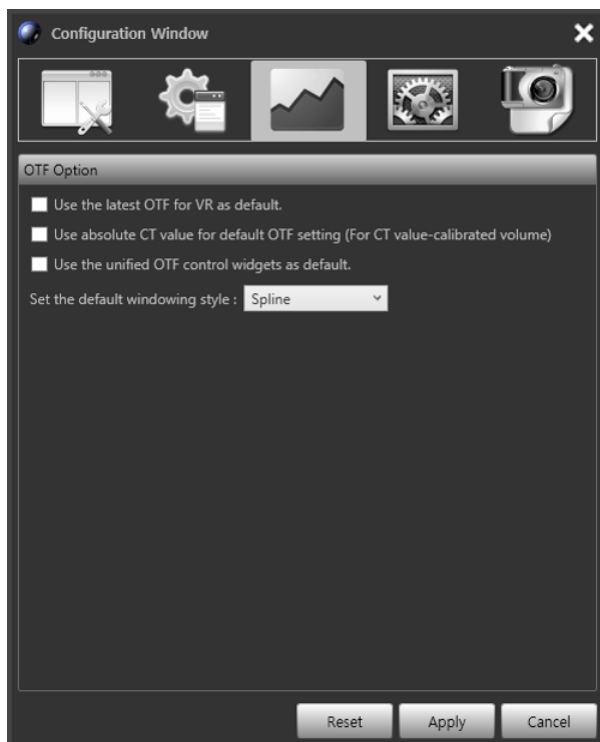 Configuration Window
OTF Option
Use the latest OTF for VR as default.
Use absolute CT value for default OTF setting (For CT value-calibrated volume)
Use the unified OTF control widgets as default.
Set the default windowing style : Spline
Reset Apply Cancel